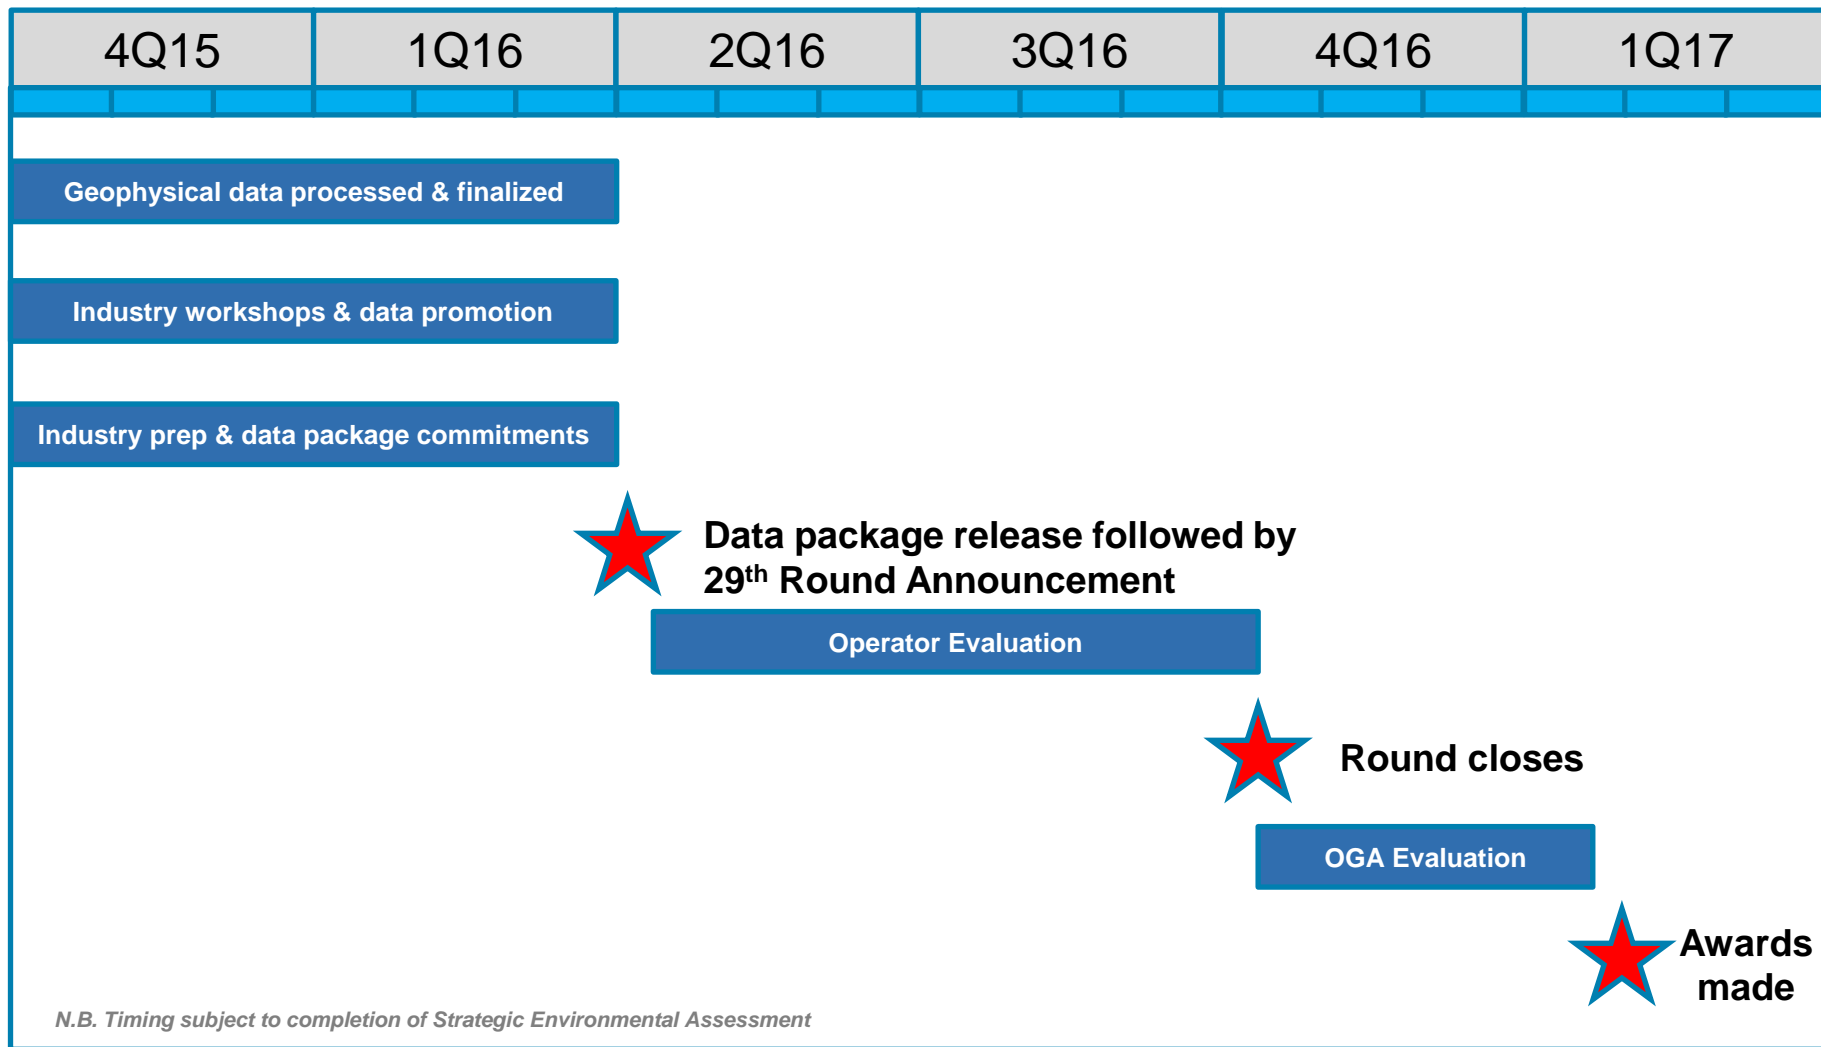 4Q15 1Q16 2Q16 3Q16 4Q16 1Q17
Geophysical data processed & finalized
Industry workshops & data promotion
Industry prep & data package commitments
Data package release followed by
29th Round Announcement
Operator Evaluation
Round closes
OGA Evaluation
Awards
made
N.B. Timing subject to completion of Strategic Environmental Assessment